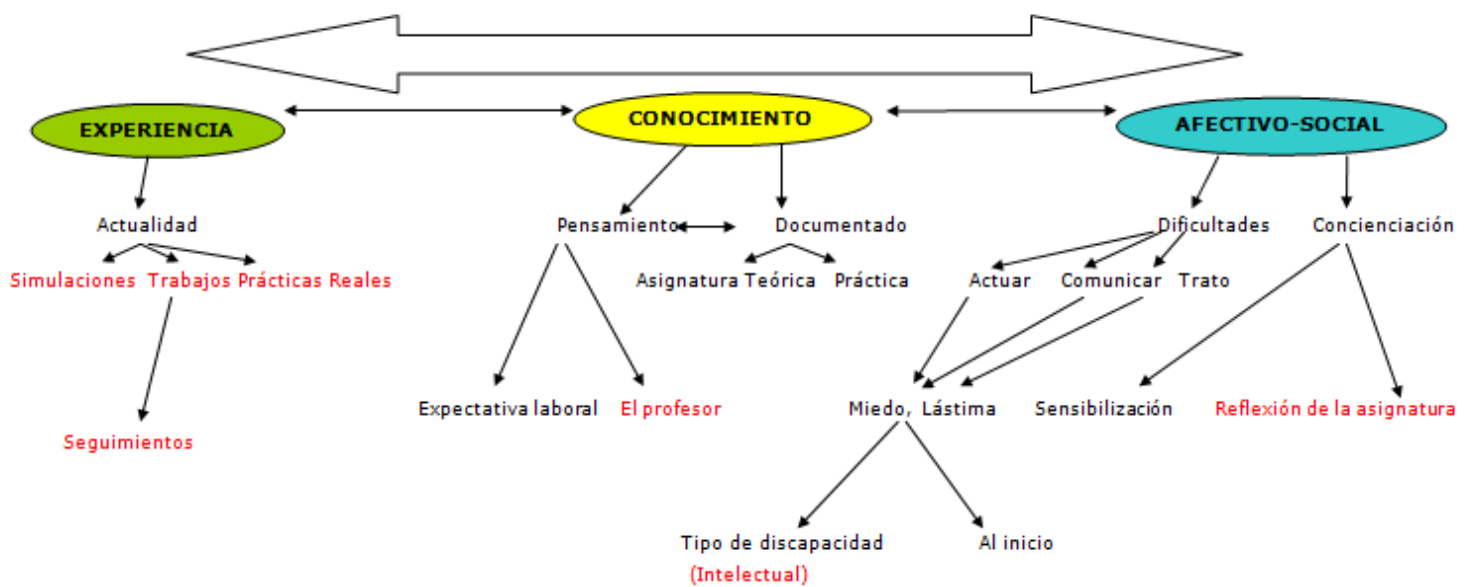 EXPERIENCIA
CONOCIMIENTO
AFECTIVO-SOCIAL
Actualidad
Pensamiento
Documentado
Dificultades
Concienciación
Simulaciones Trabajos Prácticas Reales
Asignatura Teórica
Práctica
Actuar
Comunicar
Trato
Expectativa laboral
El profesor
Miedo, Lástima
Sensibilización
Reflexión de la asignatura
Seguimientos
Tipo de discapacidad
(Intelectual)
Al inicio